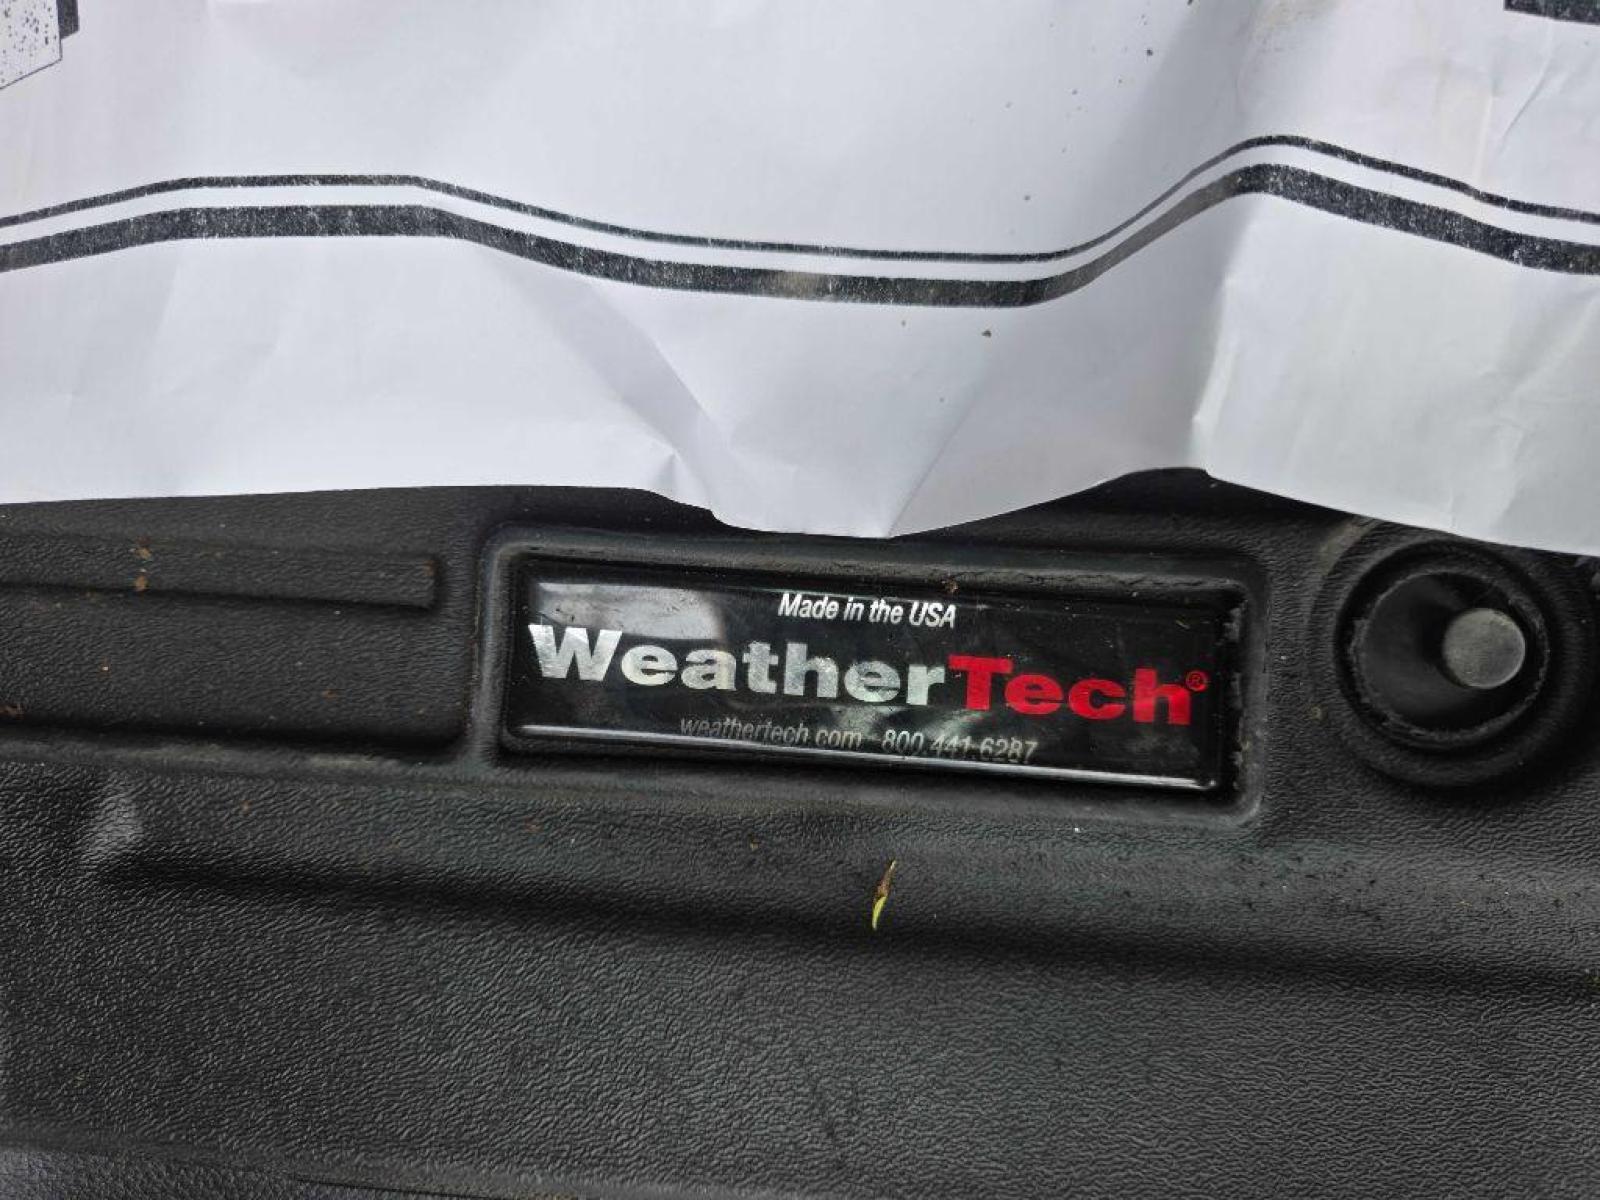 Made in the USA
WeatherTech®
weathertech.com 800.441.6287